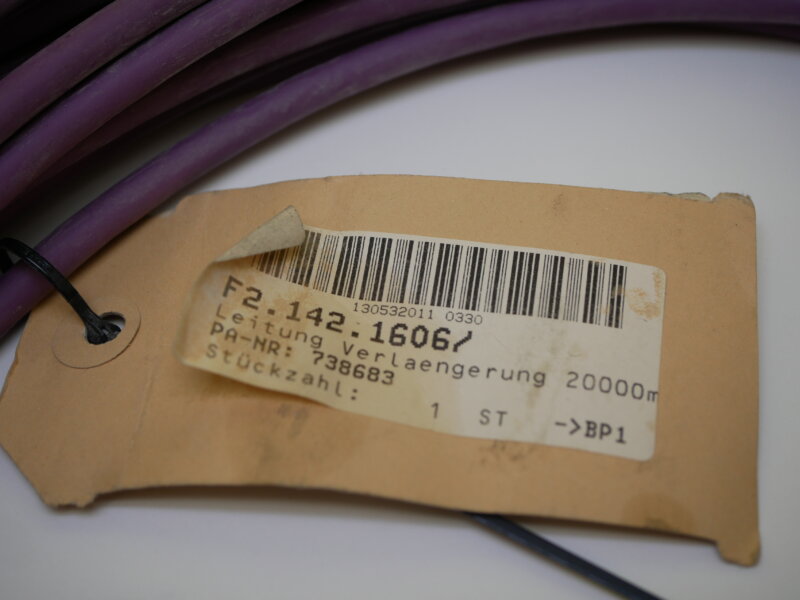 130532011 0330
F2.142.1606/
Leitung Verlaengerung 20000m
PA-NR: 738683
Stückzahl: 1 ST ->BP1